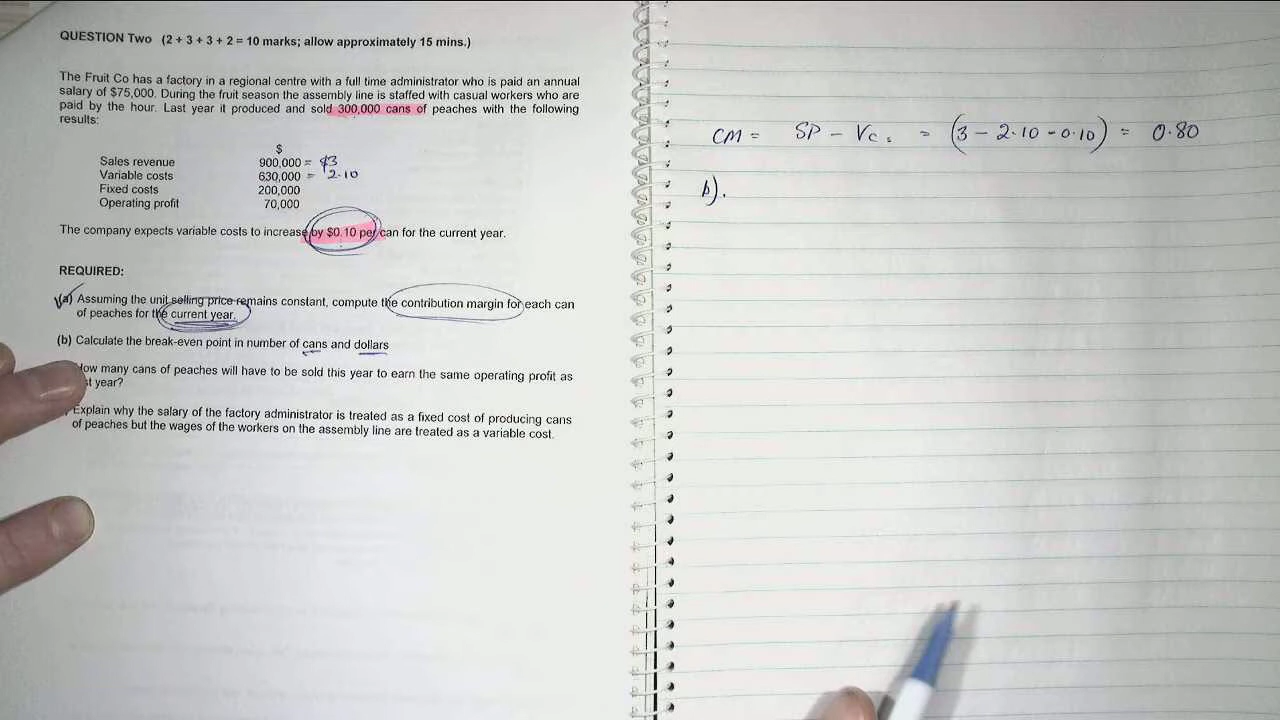 QUESTION Two (2 + 3 + 3 + 2 = 10 marks; allow approximately 15 mins.)
The Fruit Co has a factory in a regional centre with a full time administrator who is paid an annual
salary of $75,000. During the fruit season the assembly line is staffed with casual workers who are
paid by the hour. Last year it produced and sold 300,000 cans of peaches with the following
results:
$
Sales revenue 900,000 = $3
Variable costs 630,000 = 2.10
Fixed costs 200,000
Operating profit 70,000
The company expects variable costs to increase by $0.10 per can for the current year.
REQUIRED:
(a) Assuming the unit selling price remains constant, compute the contribution margin for each can
of peaches for the current year.
(b) Calculate the break-even point in number of cans and dollars
how many cans of peaches will have to be sold this year to earn the same operating profit as
year?
Explain why the salary of the factory administrator is treated as a fixed cost of producing cans
of peaches but the wages of the workers on the assembly line are treated as a variable cost.
CM = SP - Vc. = (3 - 2.10 - 0.10) = 0.80
b).